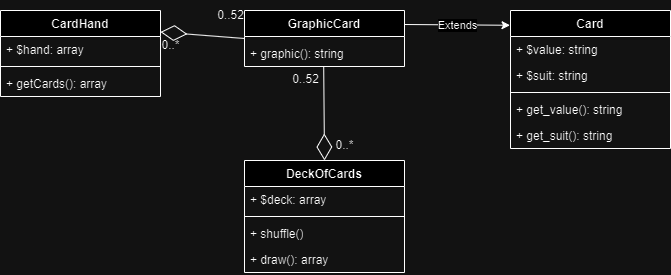 CardHand
+ $hand: array
+ getCards(): array
0..*
0..52
GraphicCard
+ graphic(): string
Extends
Card
+ $value: string
+ $suit: string
+ get_value(): string
+ get_suit(): string
0..52
0..*
DeckOfCards
+ $deck: array
+ shuffle()
+ draw(): array